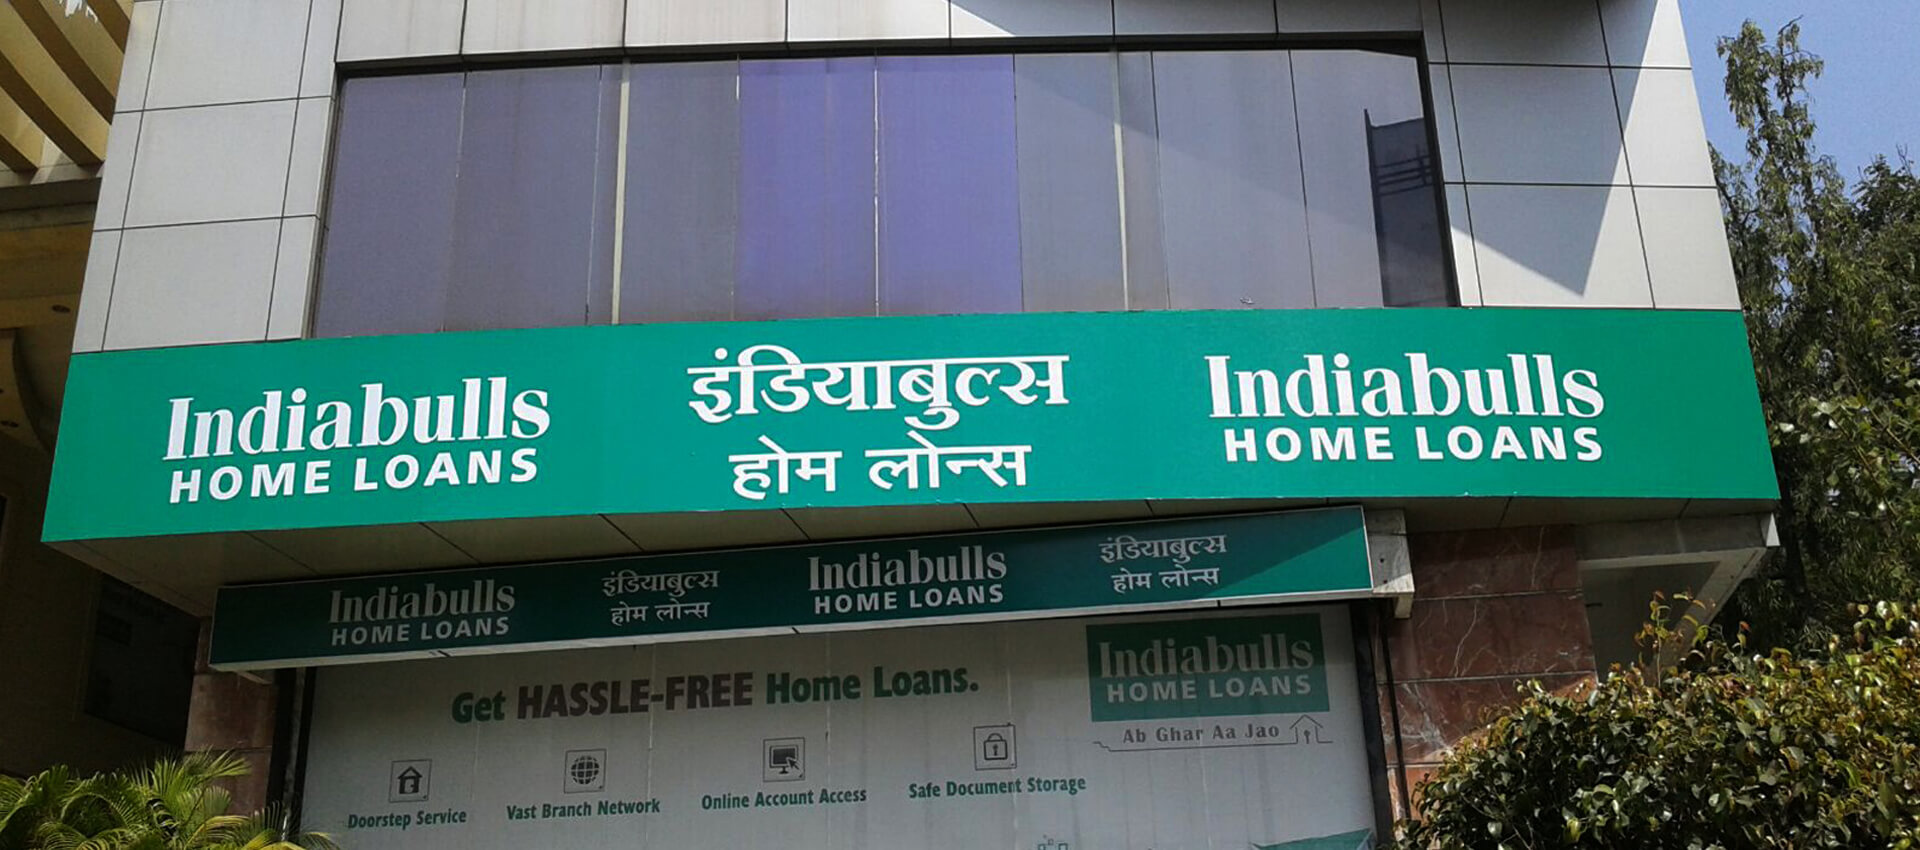 Indiabulls
HOME LOANS
इंडियाबुल्स
होम लोन्स
Indiabulls
HOME LOANS
Indiabulls
HOME LOANS
इंडियाबुल्स
होम लोन्स
Indiabulls
HOME LOANS
इंडियाबुल्स
होम लोन्स
Get HASSLE-FREE Home Loans.
Indiabulls
HOME LOANS
Ab Ghar Aa Jao
Doorstep Service
Vast Branch Network
Online Account Access
Safe Document Storage